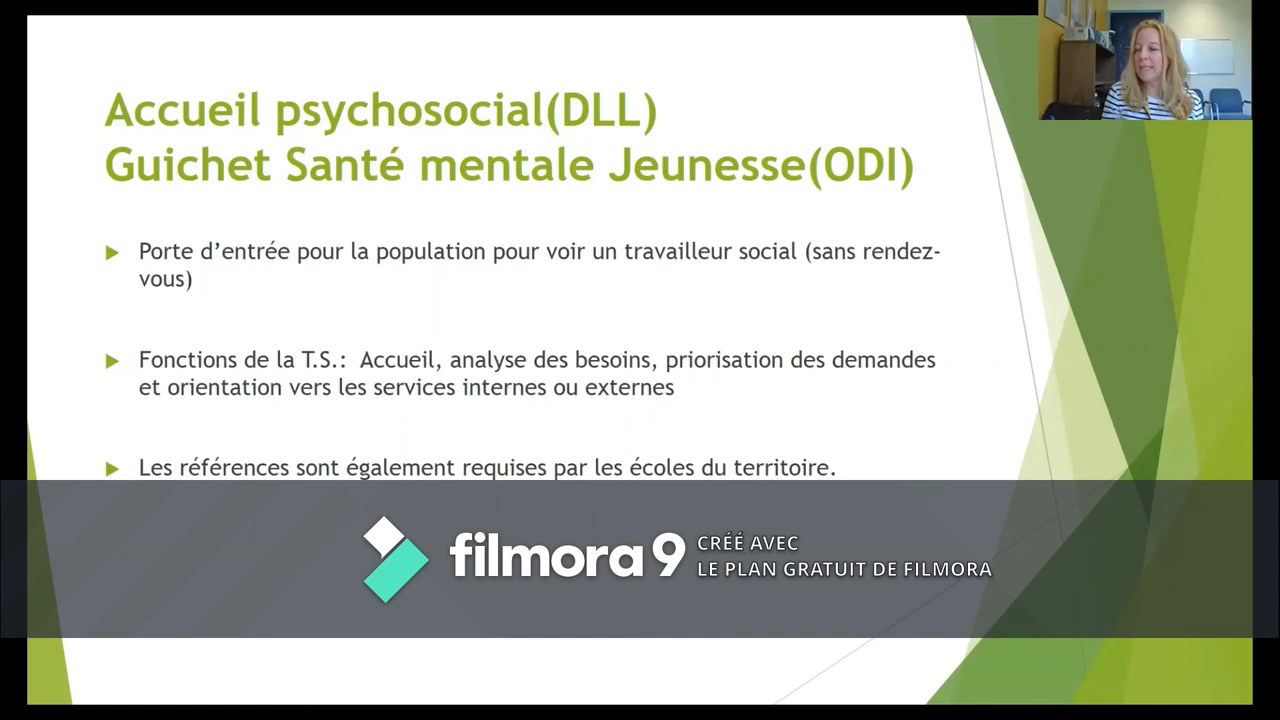 Accueil psychosocial(DLL)
Guichet Santé mentale Jeunesse(ODI)
Porte d’entrée pour la population pour voir un travailleur social (sans rendez-
vous)
Fonctions de la T.S.: Accueil, analyse des besoins, priorisation des demandes
et orientation vers les services internes ou externes
Les références sont également requises par les écoles du territoire.
filmora 9
CRÉÉ AVEC
LE PLAN GRATUIT DE FILMORA